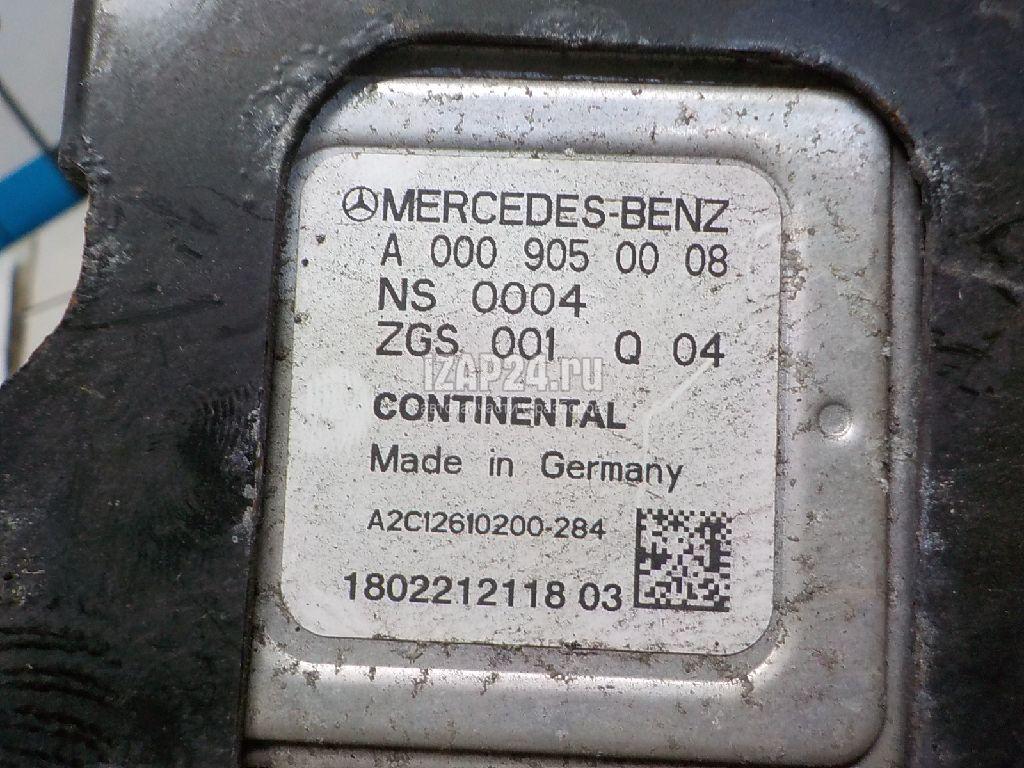 MERCEDES-BENZ
A 000 905 00 08
NS 0004
ZGS 001 Q 04
iZAP24.ru
CONTINENTAL
Made in Germany
A2C12610200-284
1802212118 03